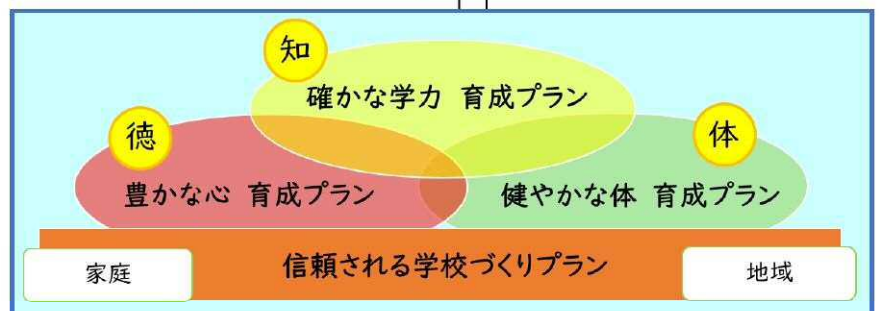 知
確かな学力 育成プラン
徳
体
豊かな心 育成プラン
健やかな体 育成プラン
信頼される学校づくりプラン
家庭
地域